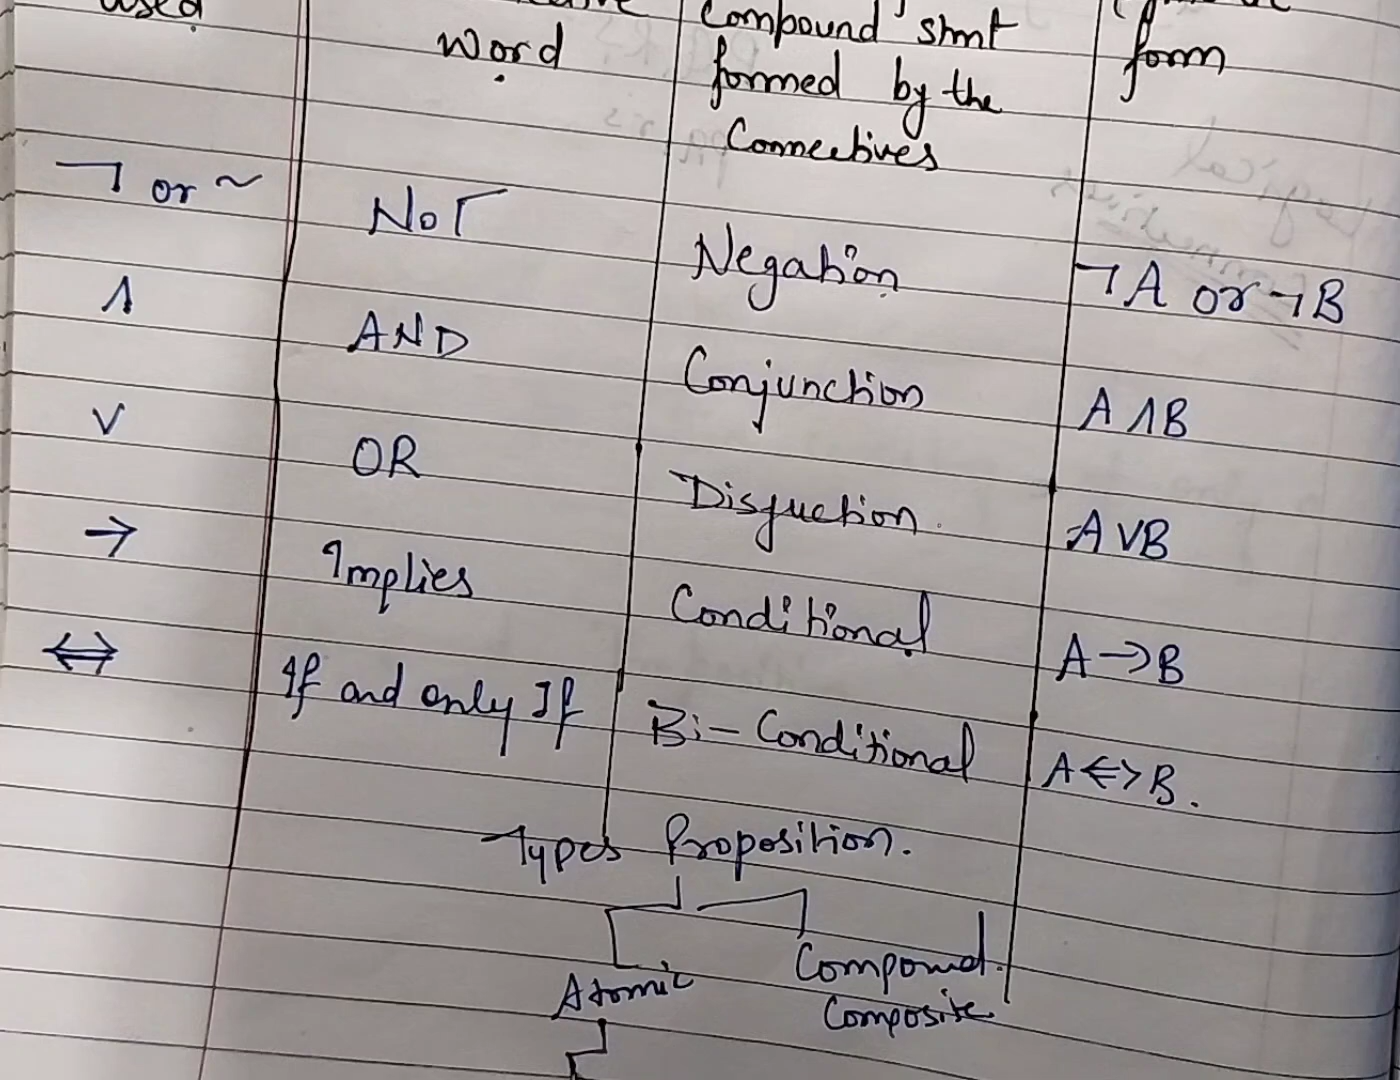 used
Word
Compound stmt
formed by the
Connectives
form
¬ or ~ NOT Negation ¬A or ¬B
∧ AND Conjunction A∧B
∨ OR Disjuction. A∨B
→ Implies Conditional A→B
⇔ If and only If Bi-Conditional A<=>B.
Types Proposition.
Atomic Compound.
Composite